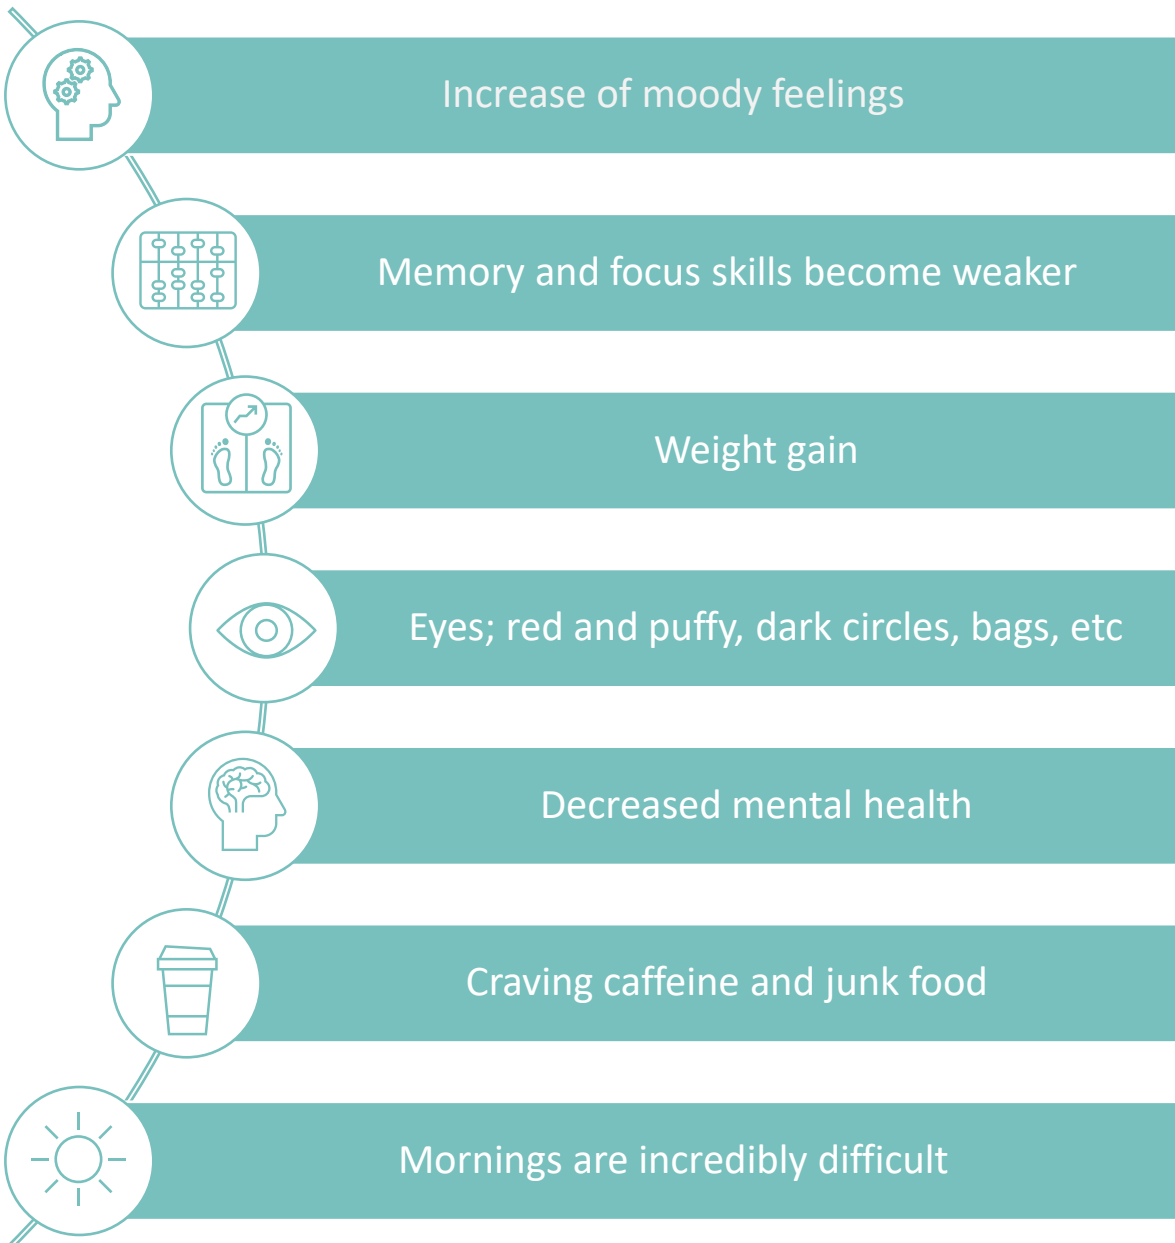 Increase of moody feelings
Memory and focus skills become weaker
Weight gain
Eyes; red and puffy, dark circles, bags, etc
Decreased mental health
Craving caffeine and junk food
Mornings are incredibly difficult